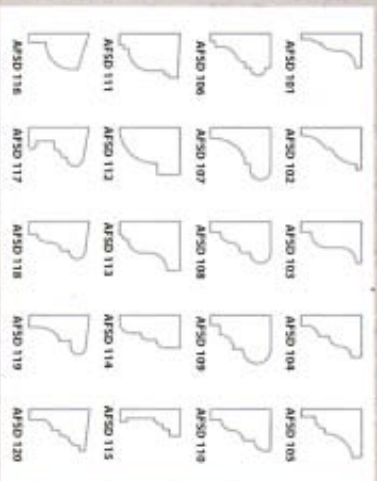 AFSD 101
AFSD 102
AFSD 103
AFSD 104
AFSD 105
AFSD 106
AFSD 107
AFSD 108
AFSD 109
AFSD 110
AFSD 111
AFSD 112
AFSD 113
AFSD 114
AFSD 115
AFSD 116
AFSD 117
AFSD 118
AFSD 119
AFSD 120